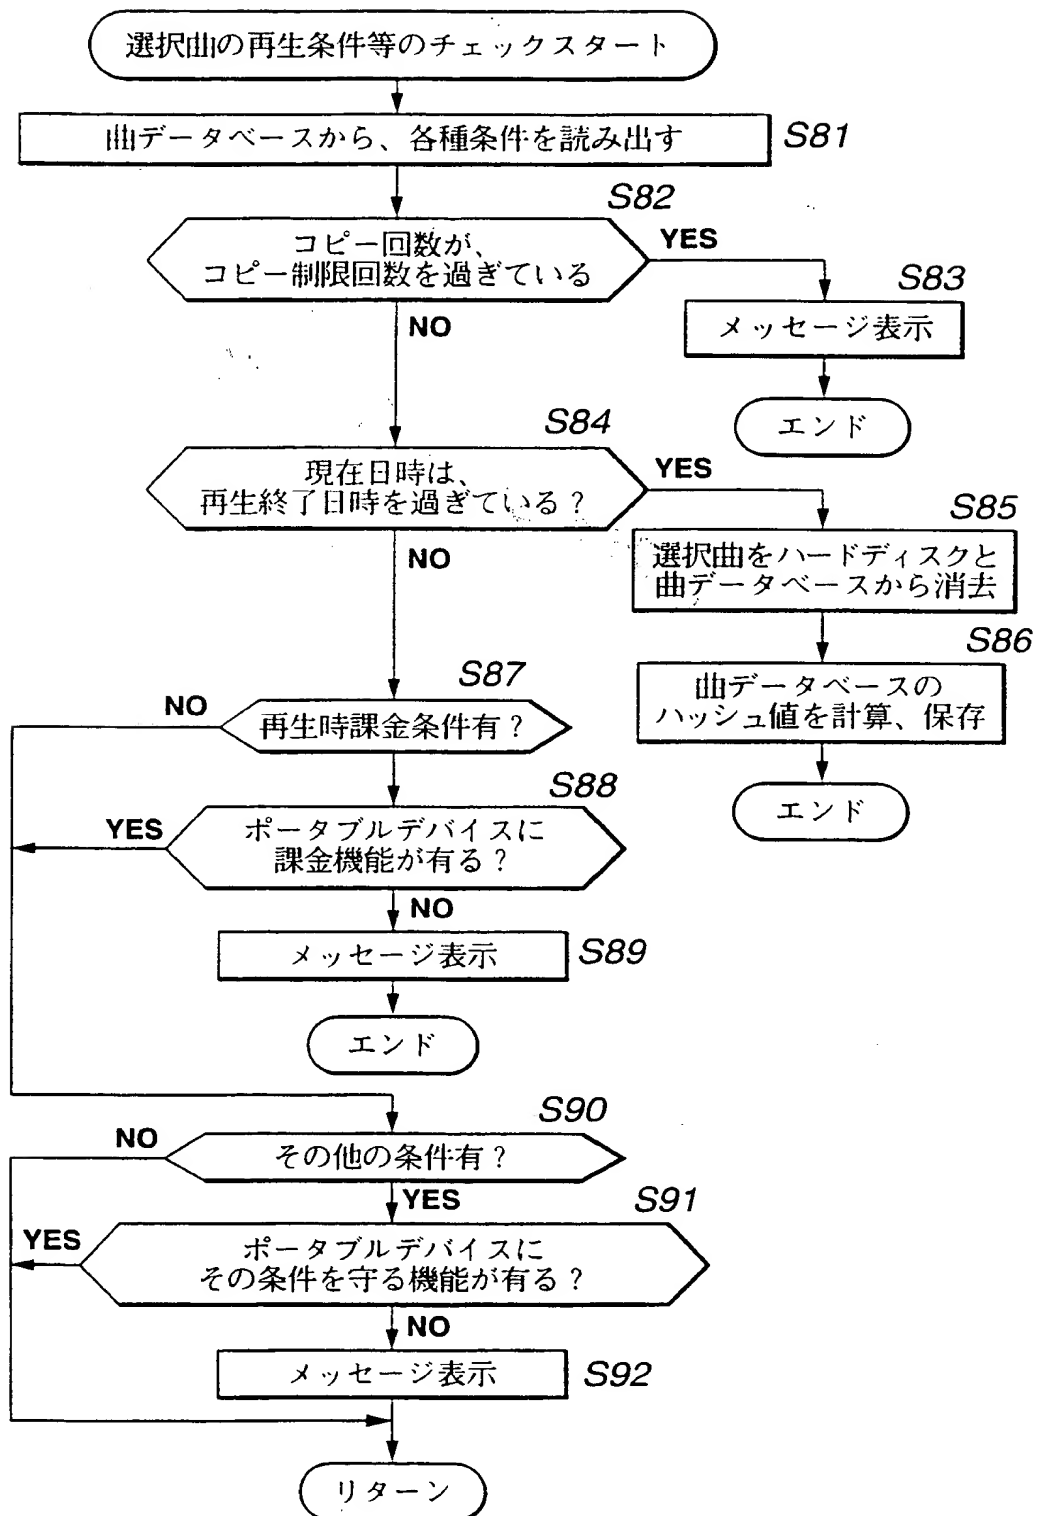 選択曲の再生条件等のチェックスタート
曲データベースから、各種条件を読み出す
S81
S82
コピー回数が、
コピー制限回数を過ぎている
YES
NO
S83
メッセージ表示
エンド
S84
現在日時は、
再生終了日時を過ぎている？
YES
NO
S85
選択曲をハードディスクと
曲データベースから消去
S86
曲データベースの
ハッシュ値を計算、保存
エンド
S87
NO
再生時課金条件有？
S88
YES
ポータブルデバイスに
課金機能が有る？
NO
メッセージ表示
S89
エンド
S90
NO
その他の条件有？
YES
S91
YES
ポータブルデバイスに
その条件を守る機能が有る？
NO
メッセージ表示
S92
リターン